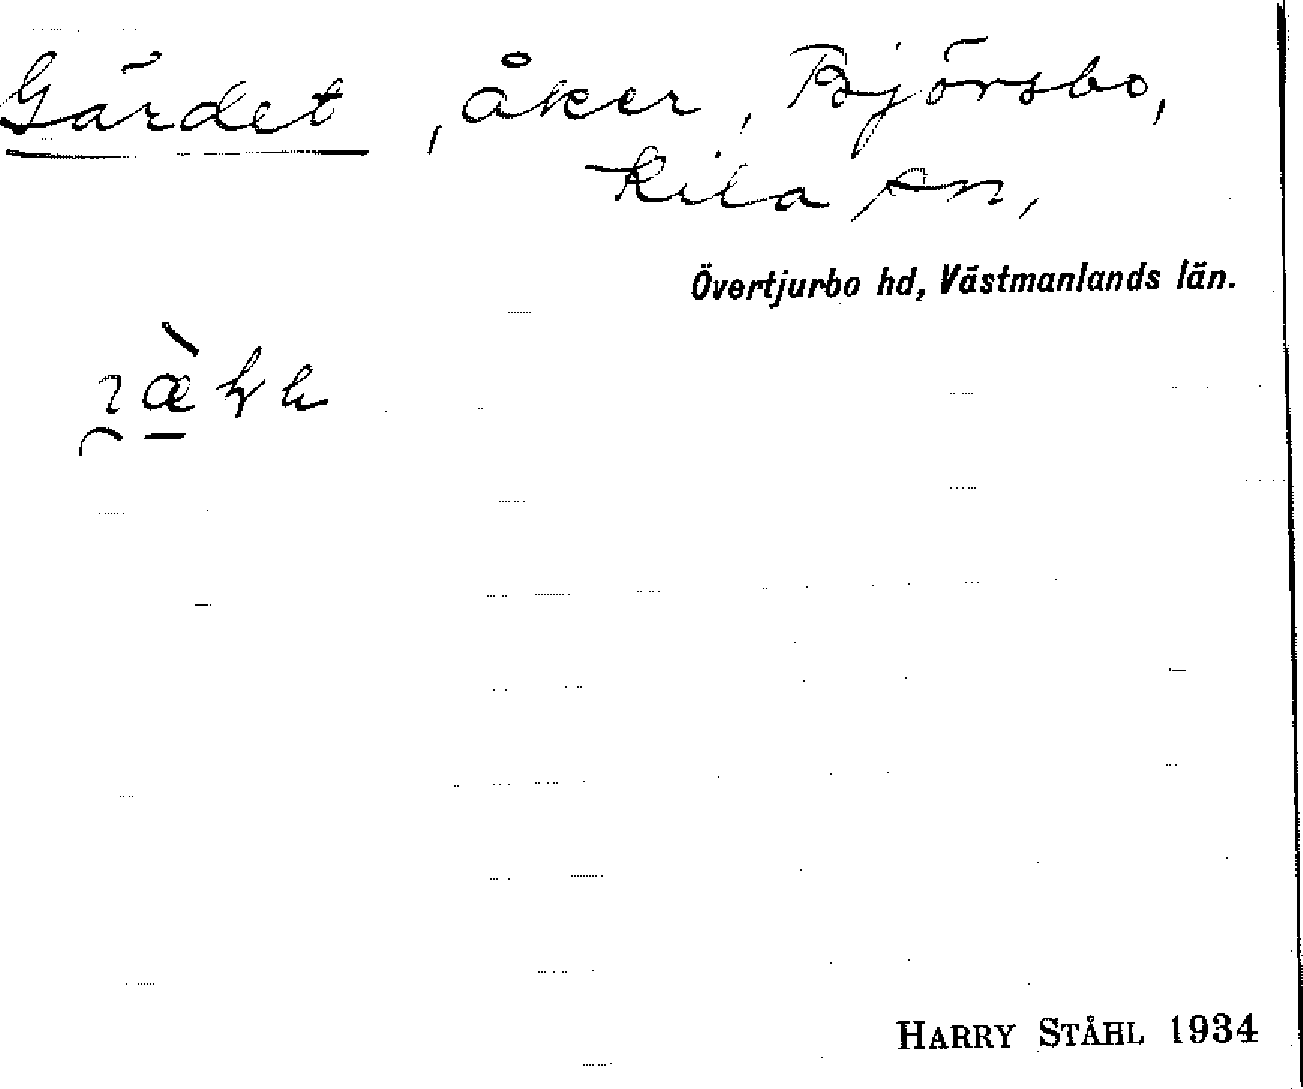 Gärdet, åker, Björsbo,
Kila sn,
Övertjurbo hd, Västmanlands län.
HARRY STÅHL 1934